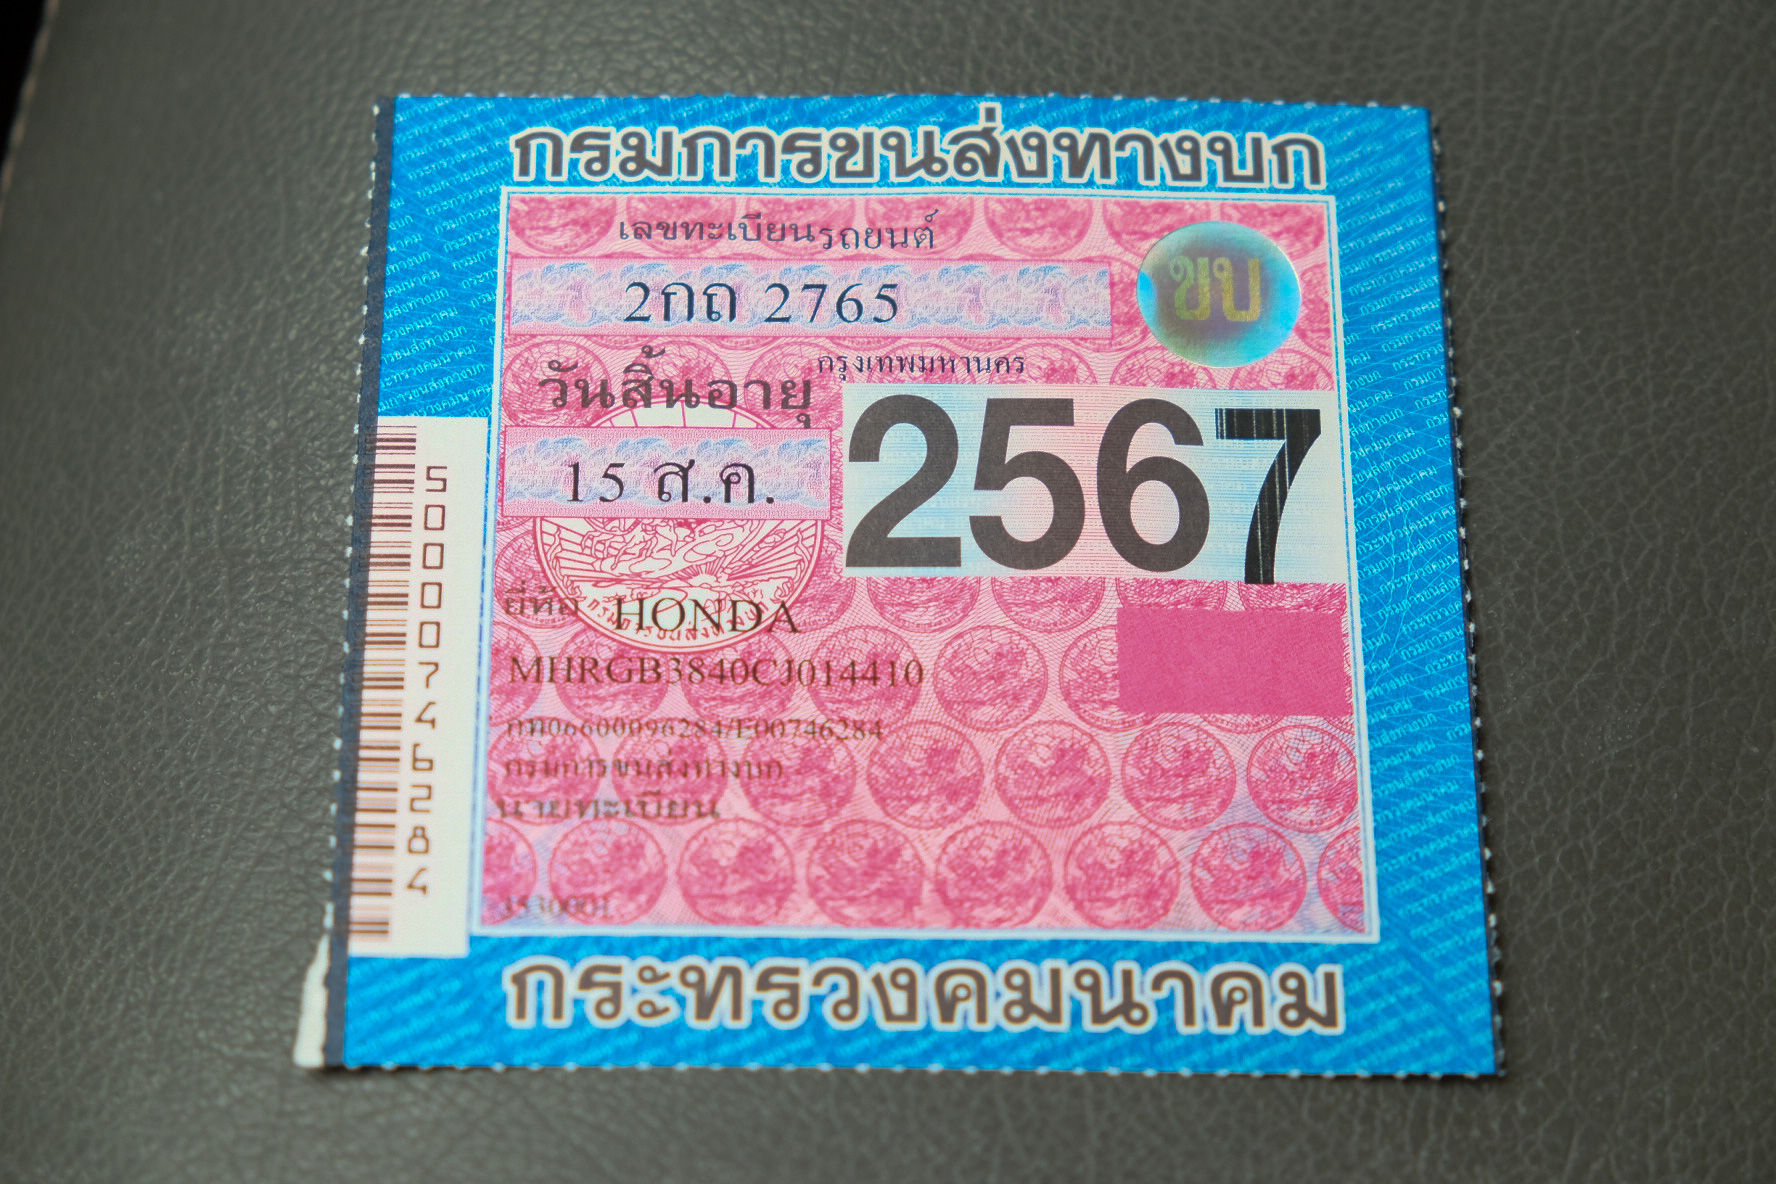 กรมการขนส่งทางบก
เลขทะเบียนรถยนต์
2กถ 2765
ขบ
กรุงเทพมหานคร
วันสิ้นอายุ
15 ส.ค.
2567
ยี่ห้อ HONDA
MHRGB3840CJ014410
กท06600096284/E00746284
กรมการขนส่งทางบก
นายทะเบียน
5000074​6284
กระทรวงคมนาคม